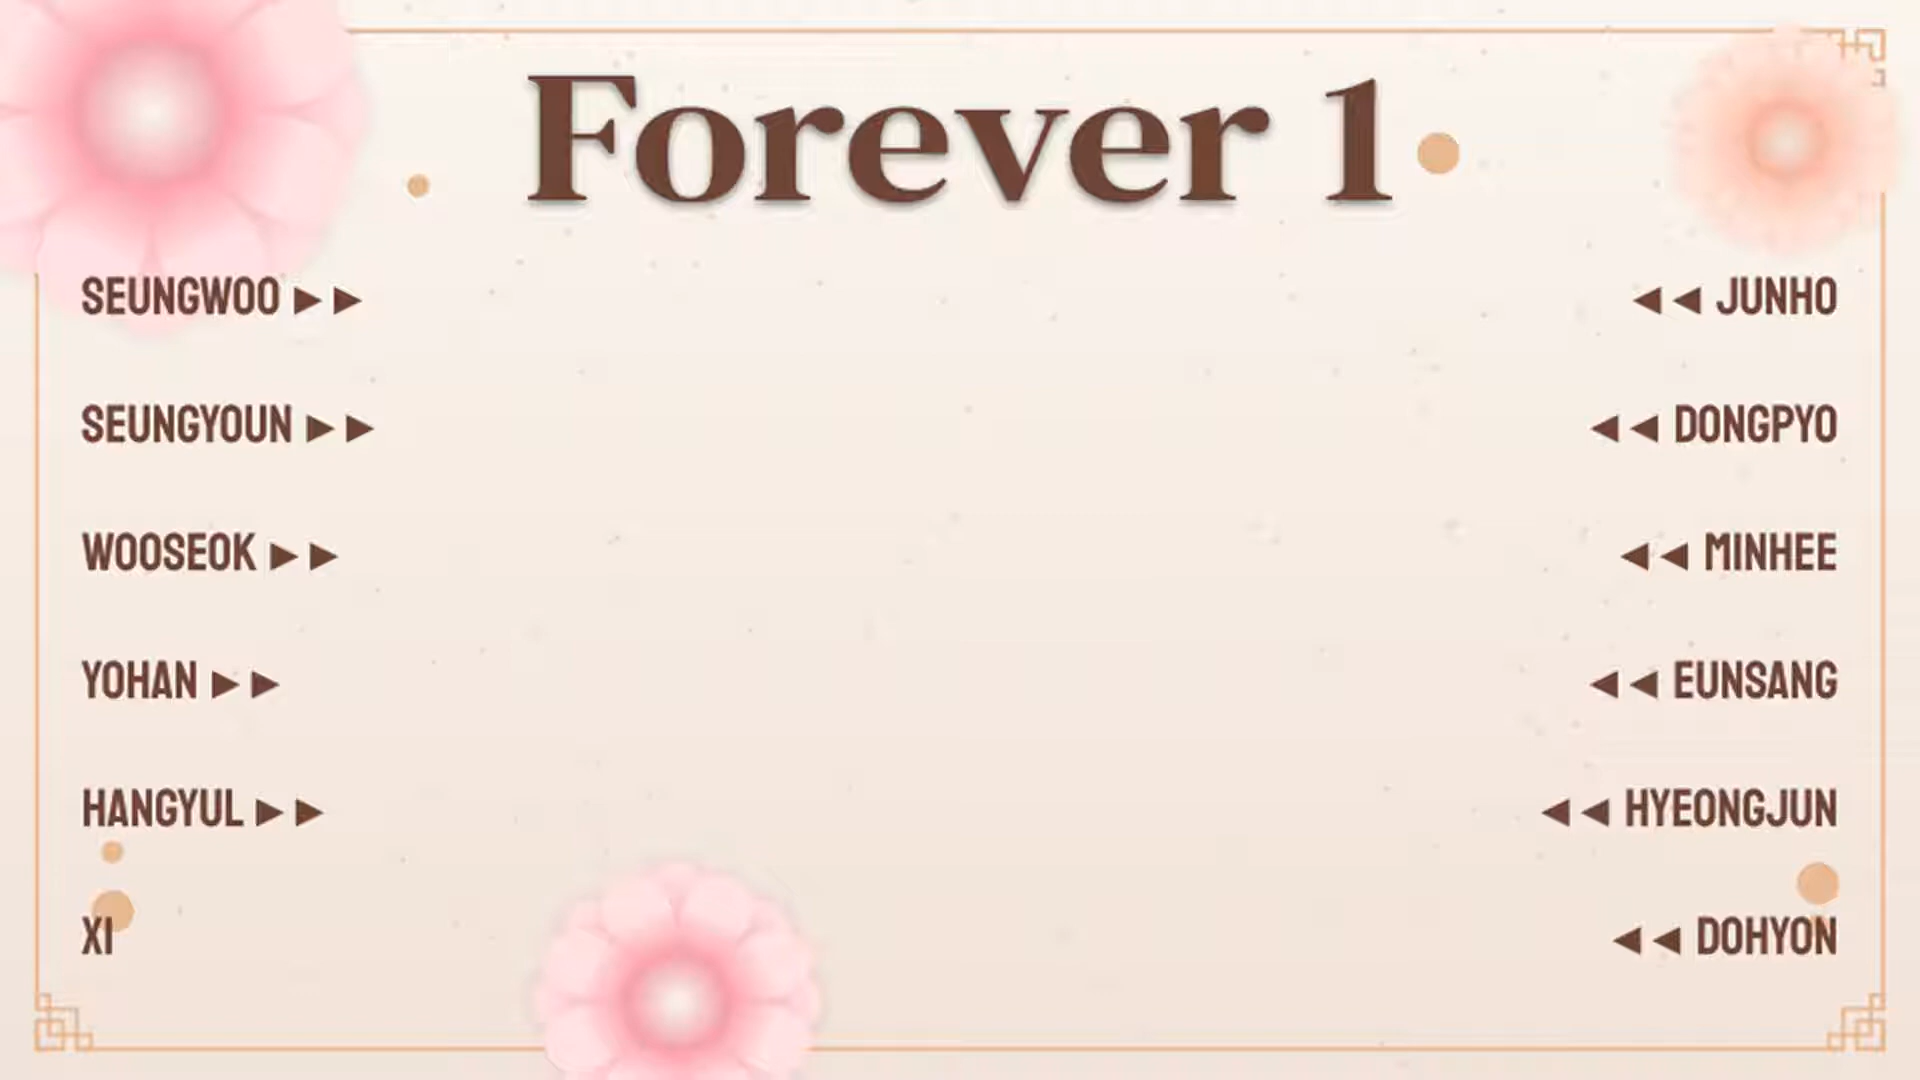 Forever 1
SEUNGWOO ▶▶
◀◀ JUNHO
SEUNGYOUN ▶▶
◀◀ DONGPYO
WOOSEOK ▶▶
◀◀ MINHEE
YOHAN ▶▶
◀◀ EUNSANG
HANGYUL ▶▶
◀◀ HYEONGJUN
XI
◀◀ DOHYON